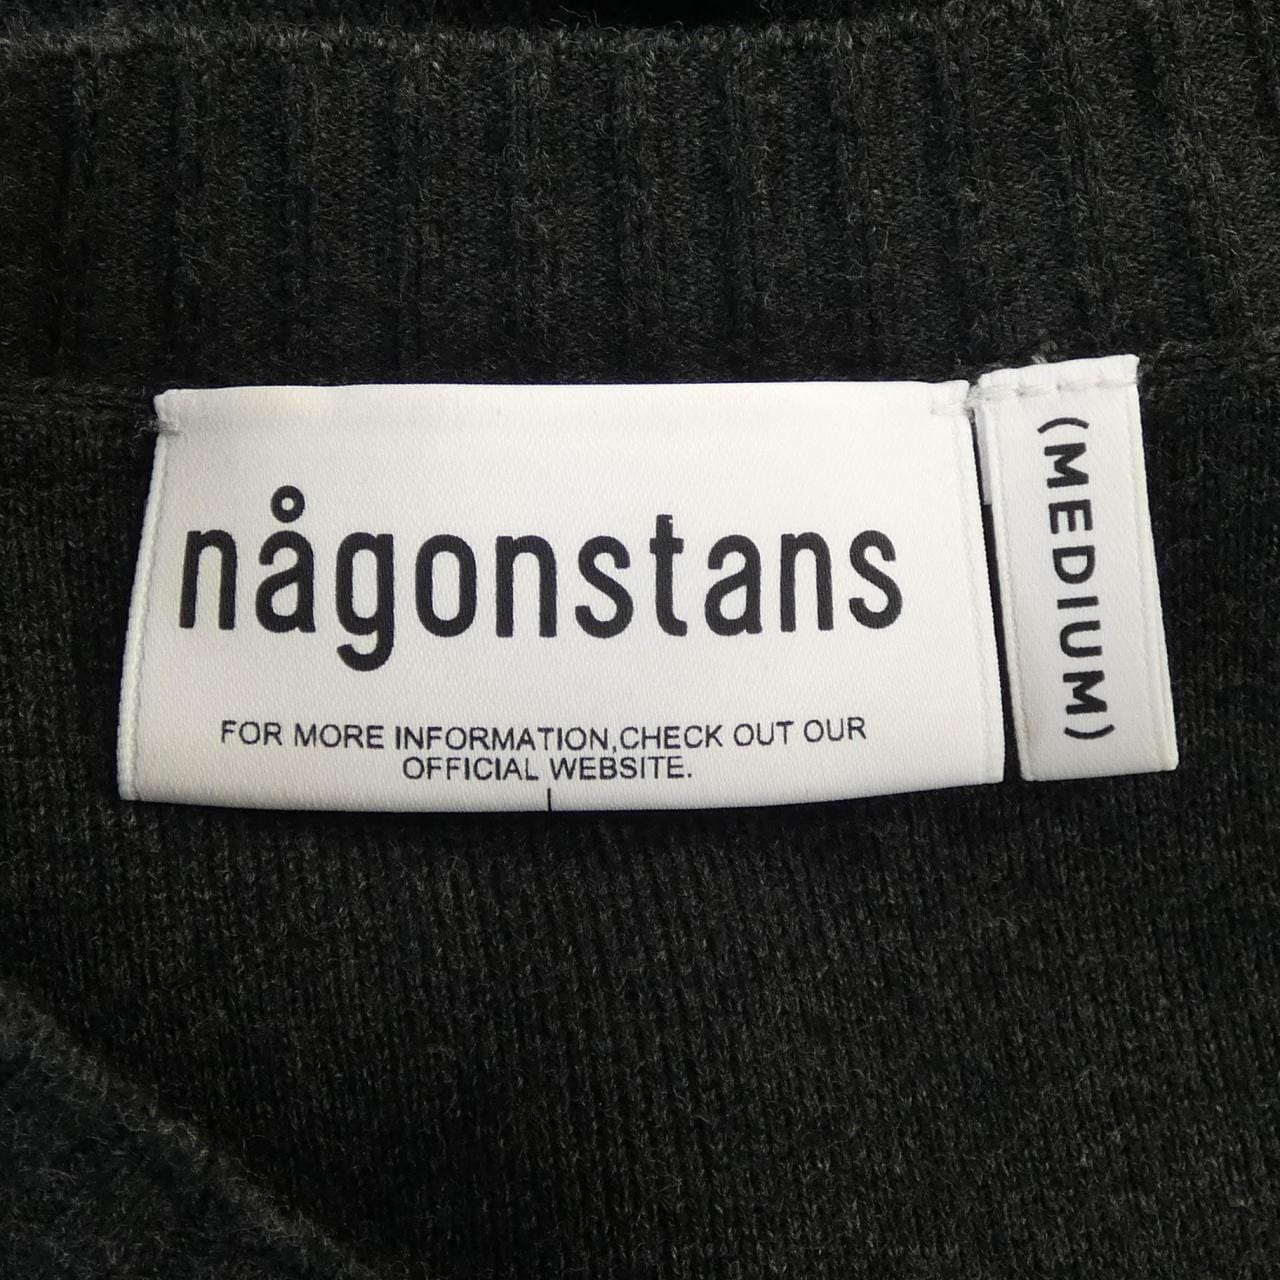 någonstans
FOR MORE INFORMATION,CHECK OUT OUR
OFFICIAL WEBSITE.
(MEDIUM)